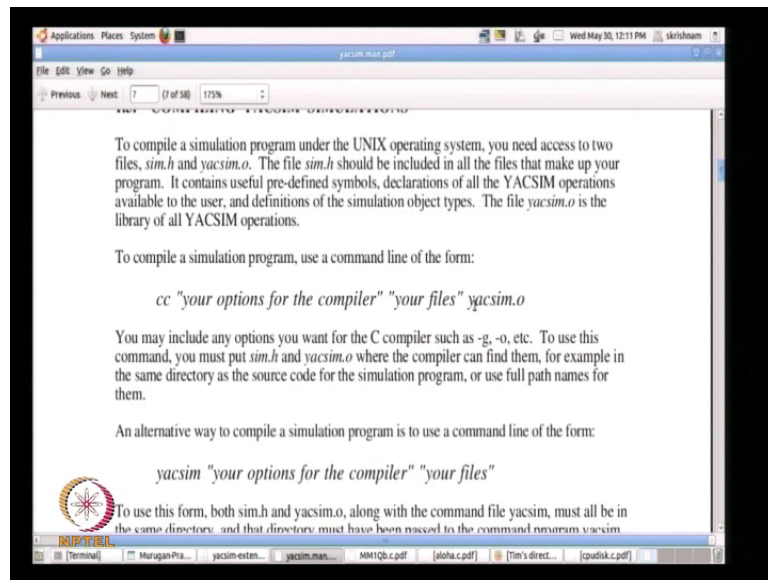 Applications Places System
Wed May 30, 12:11 PM skrishnam
yacsim man.pdf
File Edit View Go Help
Previous Next 7 (7 of 58) 175%
To compile a simulation program under the UNIX operating system, you need access to two
files, sim.h and yacsim.o. The file sim.h should be included in all the files that make up your
program. It contains useful pre-defined symbols, declarations of all the YACSIM operations
available to the user, and definitions of the simulation object types. The file yacsim.o is the
library of all YACSIM operations.
To compile a simulation program, use a command line of the form:
cc "your options for the compiler" "your files" yacsim.o
You may include any options you want for the C compiler such as -g, -o, etc. To use this
command, you must put sim.h and yacsim.o where the compiler can find them, for example in
the same directory as the source code for the simulation program, or use full path names for
them.
An alternative way to compile a simulation program is to use a command line of the form:
yacsim "your options for the compiler" "your files"
To use this form, both sim.h and yacsim.o, along with the command file yacsim, must all be in
the same directory, and that directory must have been passed to the command program yacsim
NPTEL
[Terminal] Murugan-Pra... yacsim-exten... yacsim.man.... MM1Qb.c.pdf [aloha.c.pdf] [Tim's direct... [cpudisk.c.pdf]